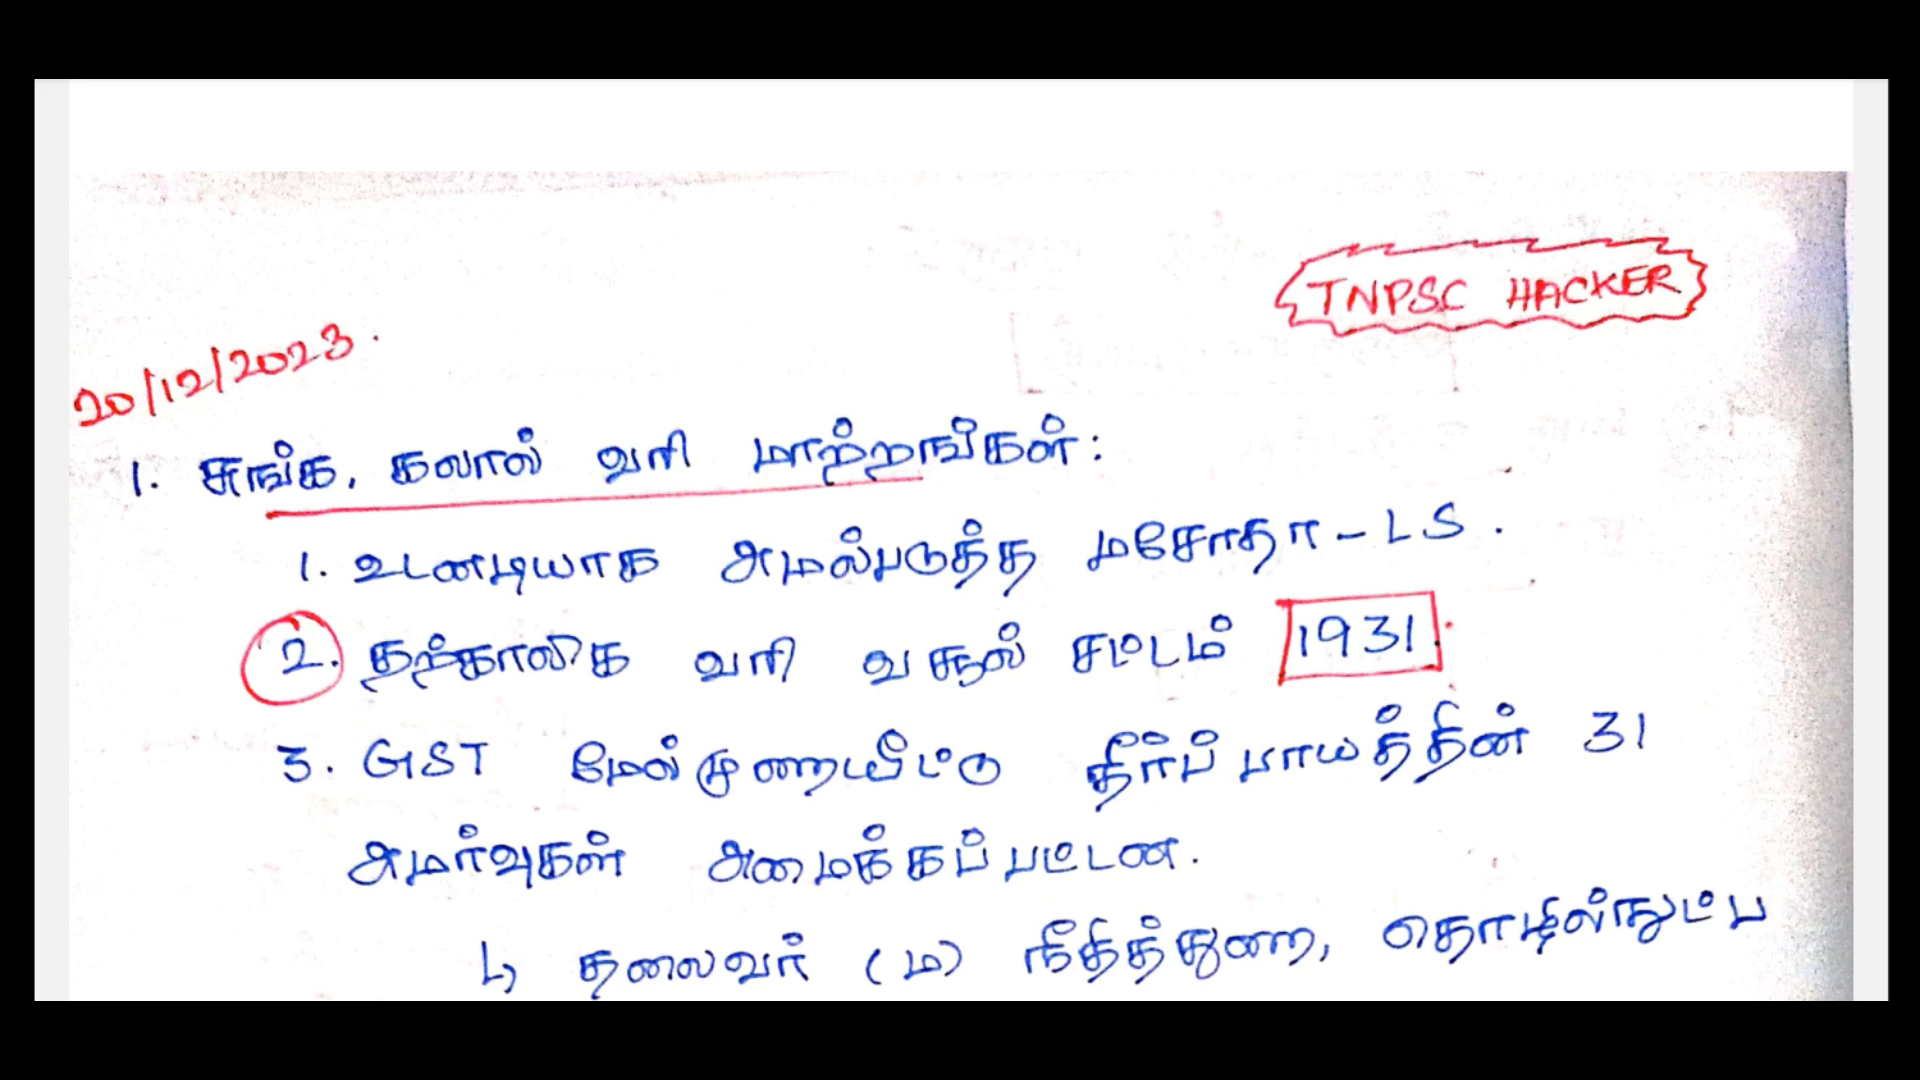 TNPSC HACKER
20/12/2023.
1. சுங்க, கலால் வரி மாற்றங்கள்:
1. உடனடியாக அமல்படுத்த மசோதா - LS.
2. தற்காலிக வரி வசூல் சட்டம் 1931.
3. GST மேல்முறையீட்டு தீர்ப்பாயத்தின் 31
அமர்வுகள் அமைக்கப்பட்டன.
தலைவர் (ம) நீதித்துறை, தொழில்நுட்ப